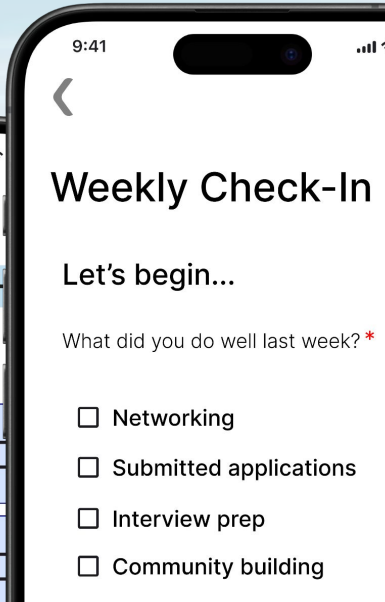 9:41
Weekly Check-In
Let's begin...
What did you do well last week? *
Networking
Submitted applications
Interview prep
Community building